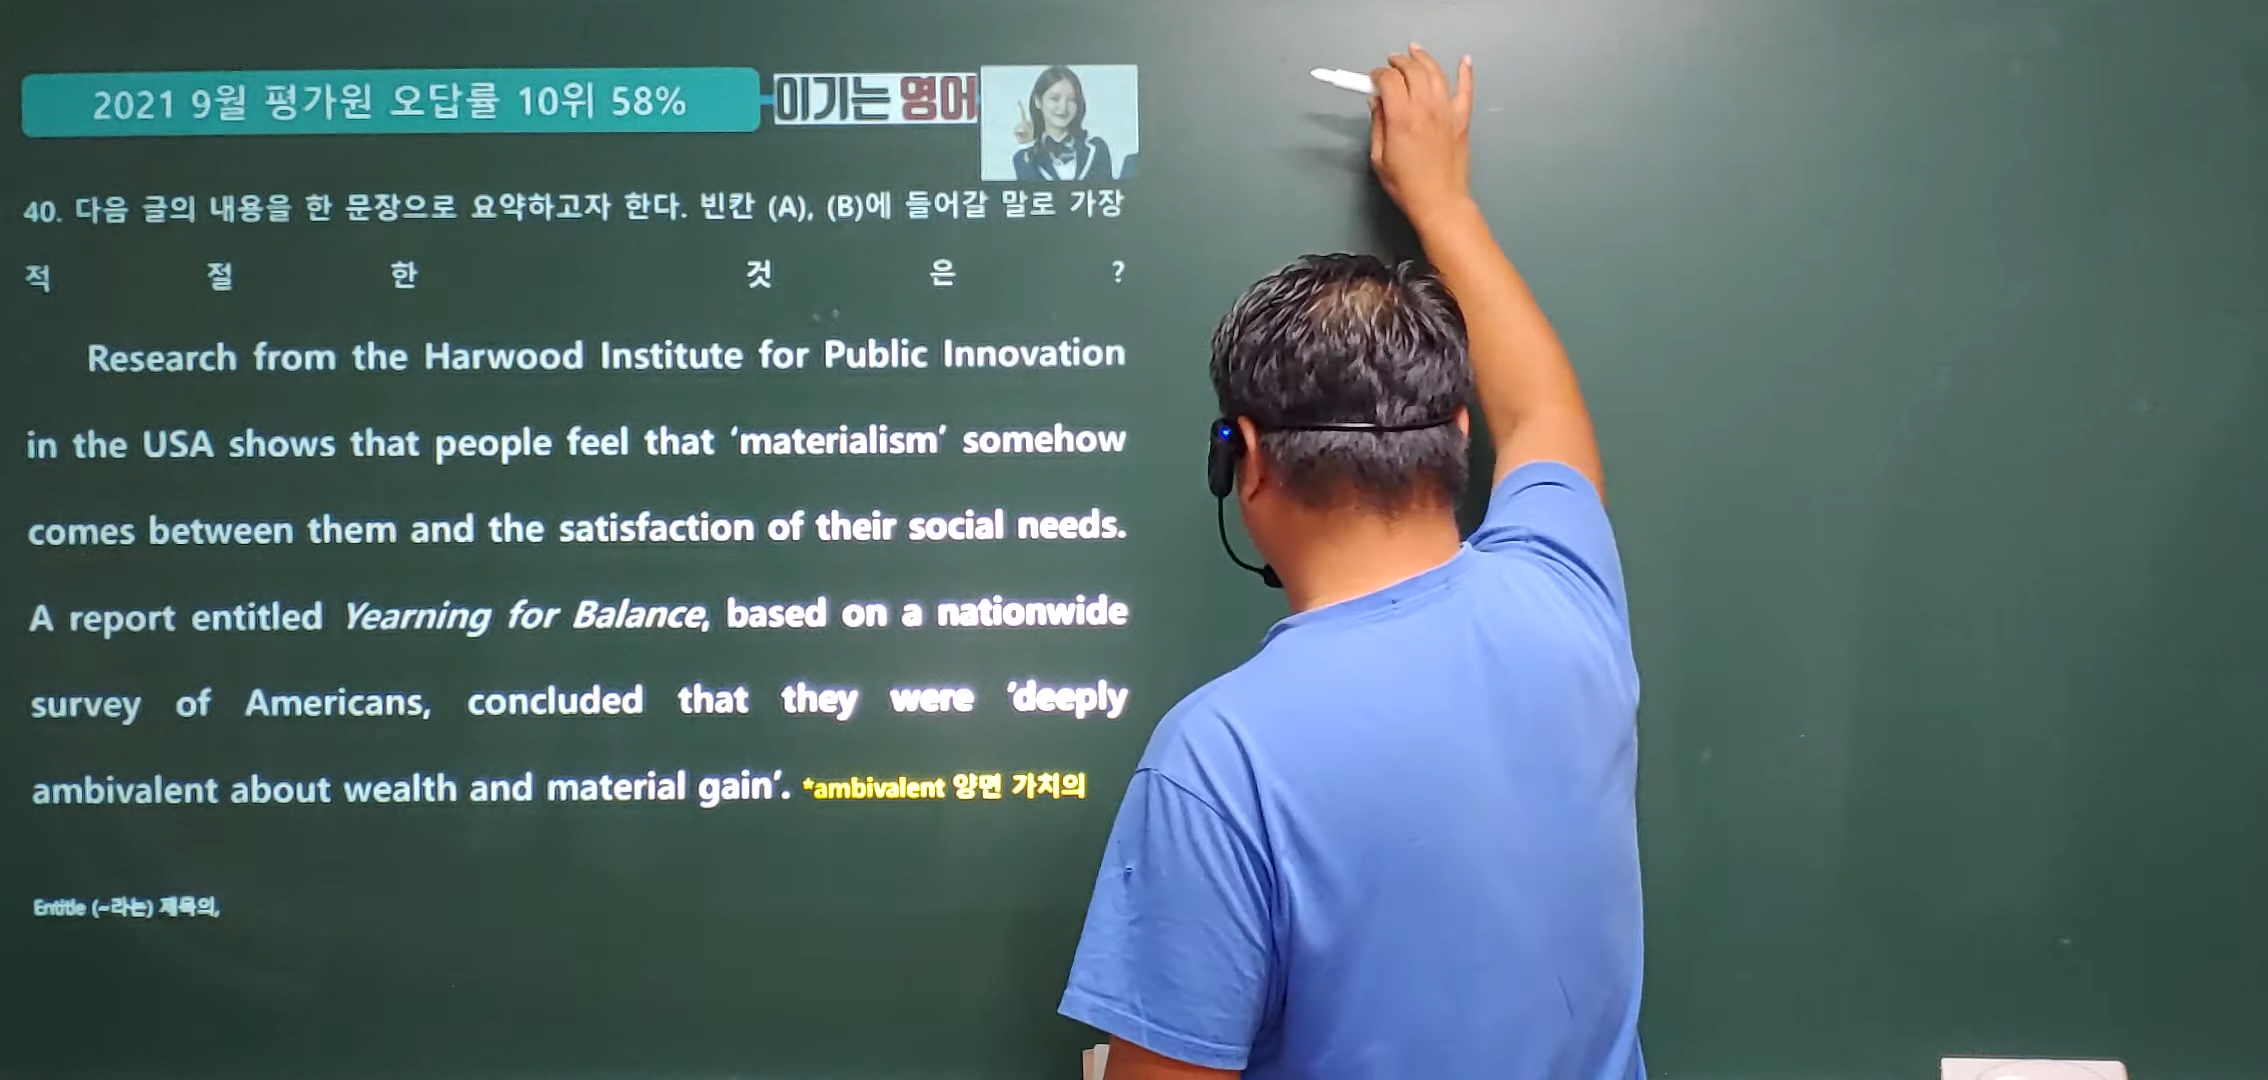 2021 9월 평가원 오답률 10위 58%
이기는 영어
40. 다음 글의 내용을 한 문장으로 요약하고자 한다. 빈칸 (A), (B)에 들어갈 말로 가장
적 절 한 것 은 ?
Research from the Harwood Institute for Public Innovation
in the USA shows that people feel that ‘materialism’ somehow
comes between them and the satisfaction of their social needs.
A report entitled Yearning for Balance, based on a nationwide
survey of Americans, concluded that they were ‘deeply
ambivalent about wealth and material gain’. *ambivalent 양면 가치의
Entitle (~라는) 제목의,